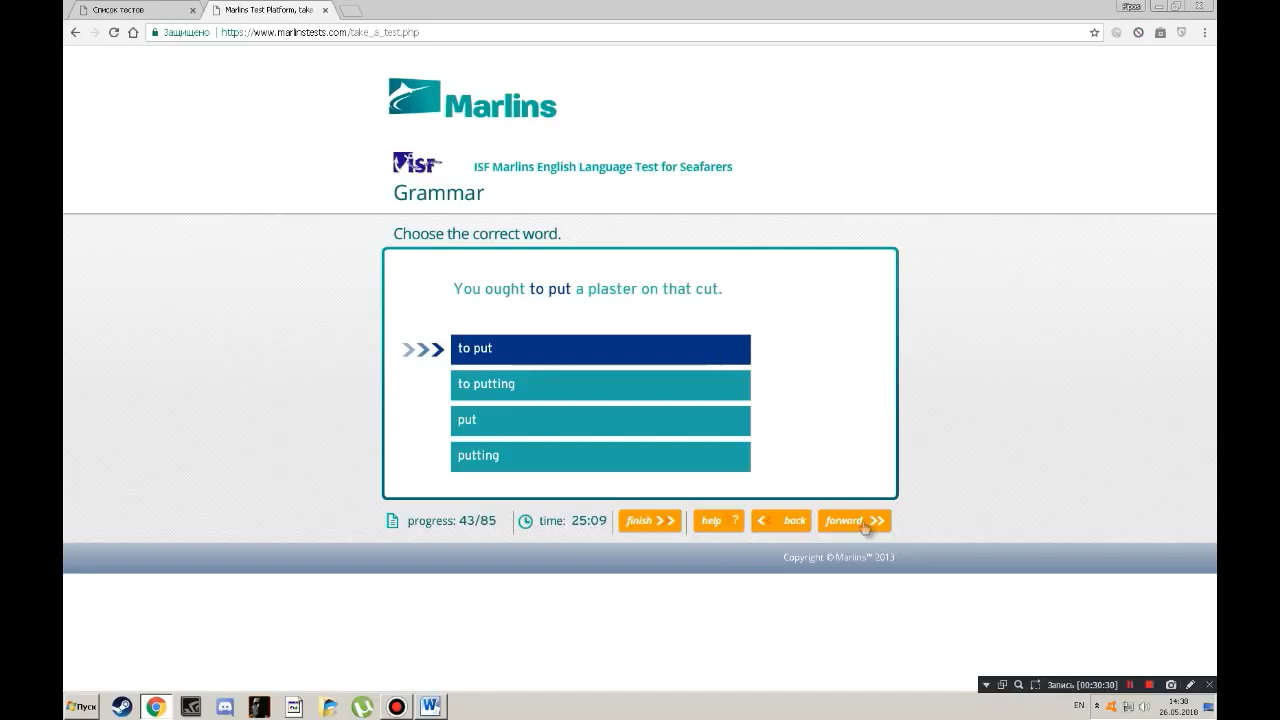 Список тестов
Marlins Test Platform, take
Защищено
https://www.marlinstests.com/take_a_test.php
Marlins
ISF
ISF Marlins English Language Test for Seafarers
Grammar
Choose the correct word.
You ought to put a plaster on that cut.
to put
to putting
put
putting
progress: 43/85
time: 25:09
finish
help ?
back
forward
Copyright © Marlins™ 2013
Запись [00:30:30]
Пуск
EN
14:38
26.05.2018